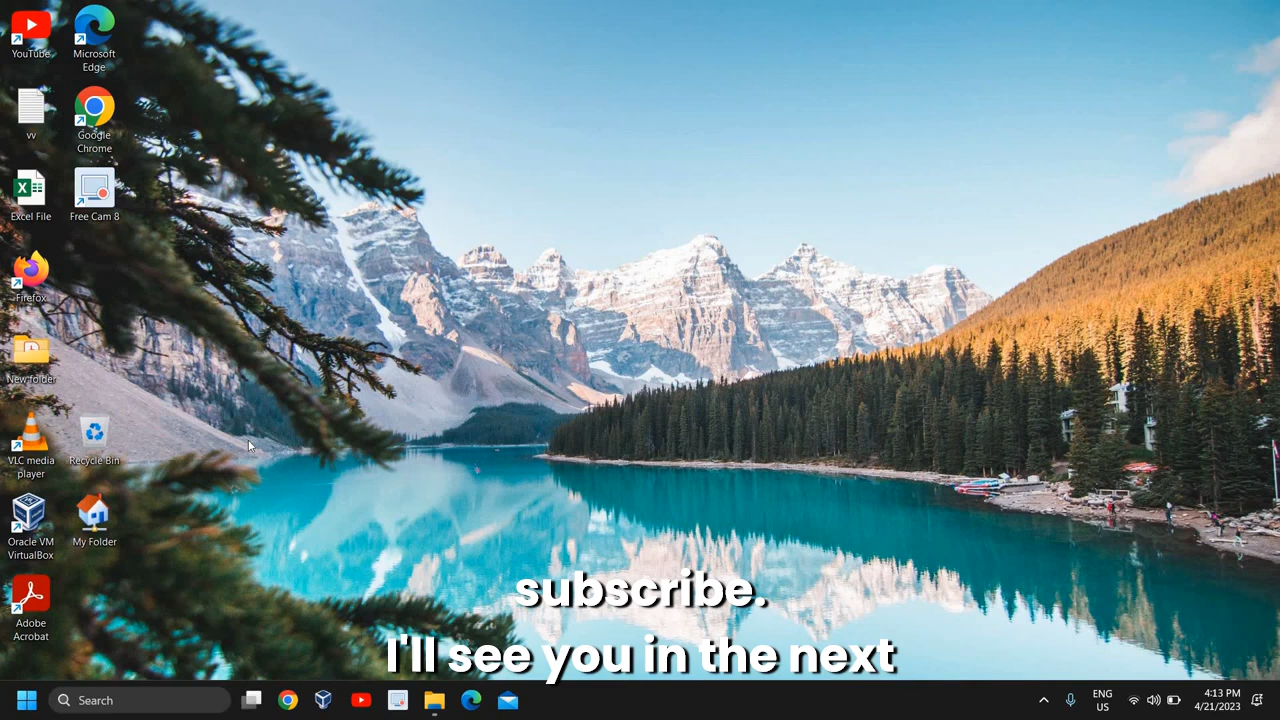 YouTube
Microsoft
Edge
vv
Google
Chrome
Excel File
Free Cam 8
Firefox
New folder
VLC media
player
Recycle Bin
Oracle VM
VirtualBox
My Folder
Adobe
Acrobat
subscribe.
I'll see you in the next
Search
ENG
US
4:13 PM
4/21/2023